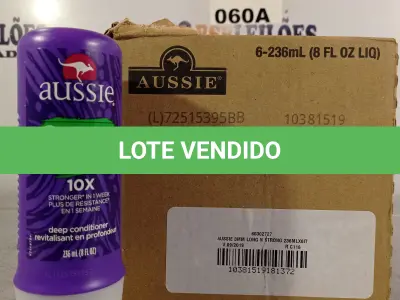 060A
LEILÕES
aussie
10X
STRONGER* IN 1 WEEK
PLUS DE RÉSISTANCE*
EN 1 SEMAINE
deep conditioner
revitalisant en profondeur
236 mL (8 FL OZ)
6-236mL (8 FL OZ LIQ)
AUSSIE
(L)72515395BB 10381519
LOTE VENDIDO
10381519181372